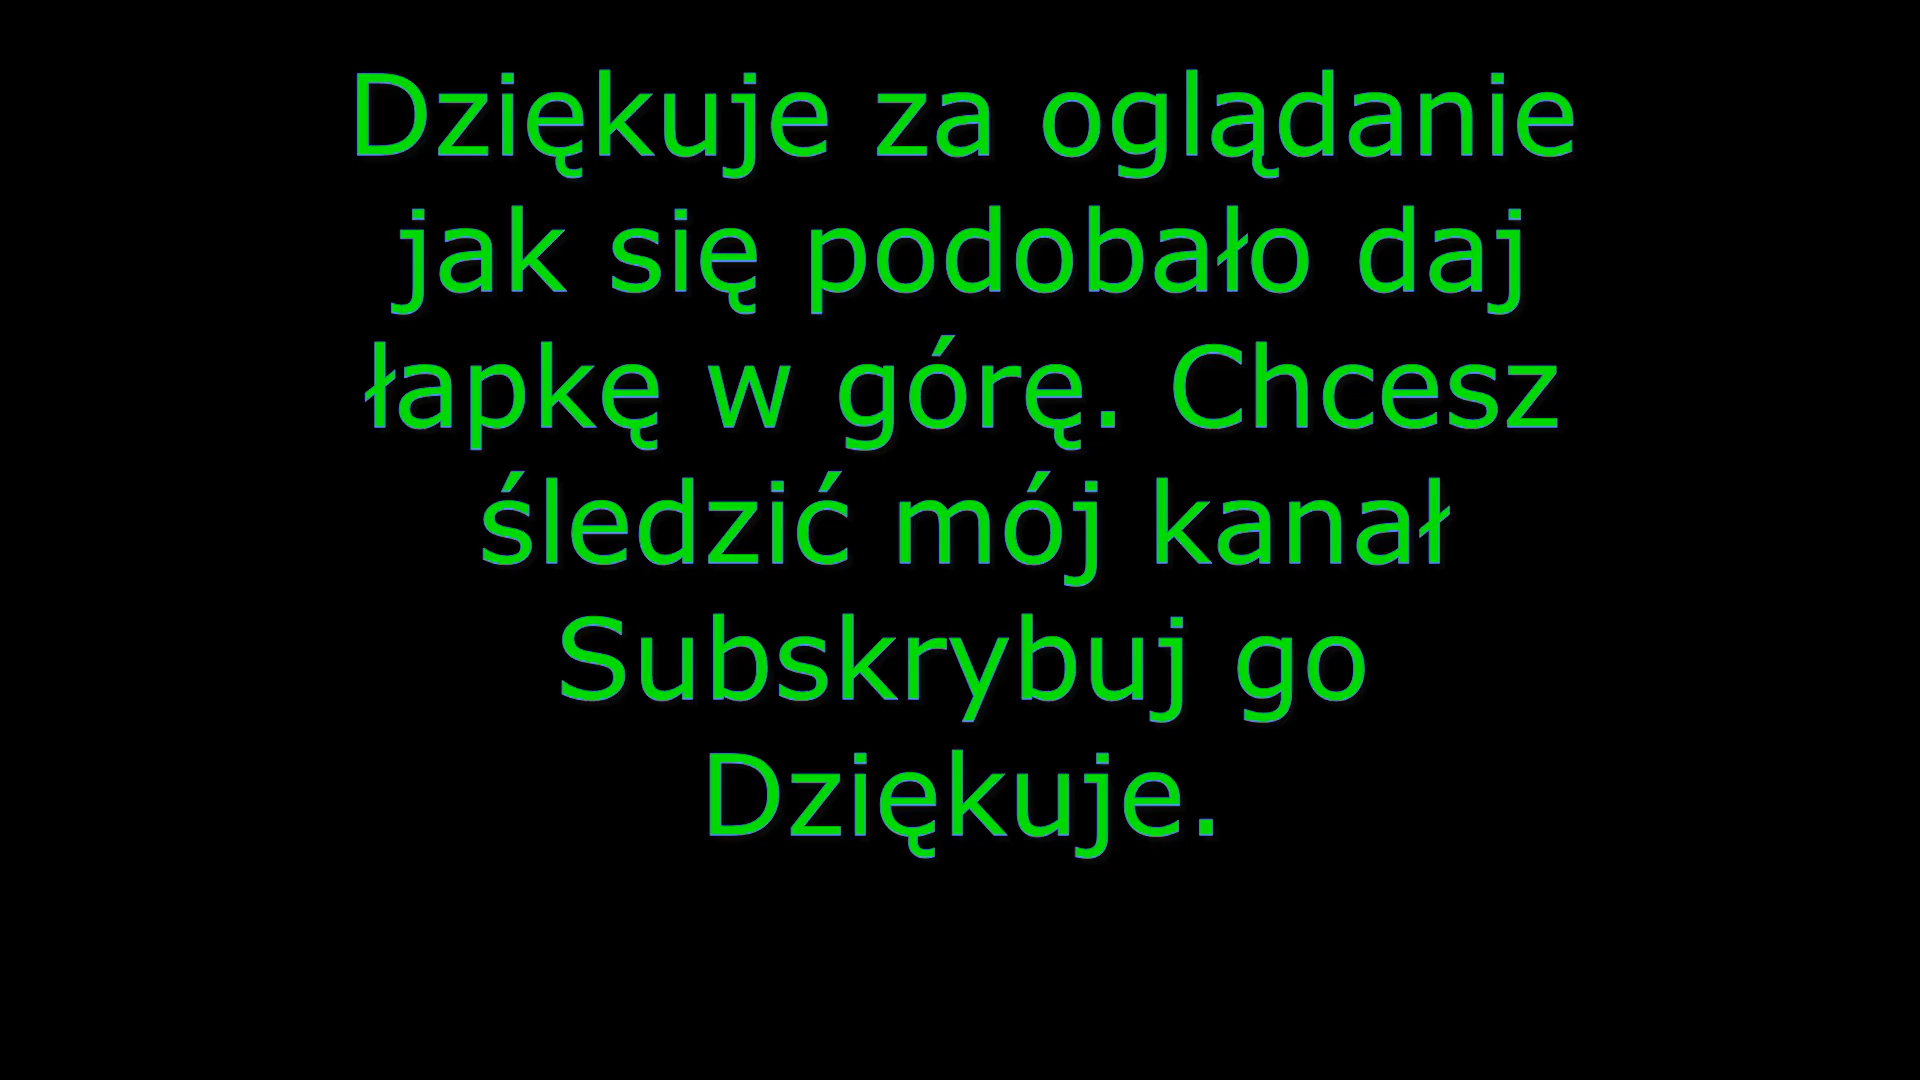 Dziękuje za oglądanie
jak się podobało daj
łapkę w górę. Chcesz
śledzić mój kanał
Subskrybuj go
Dziękuje.